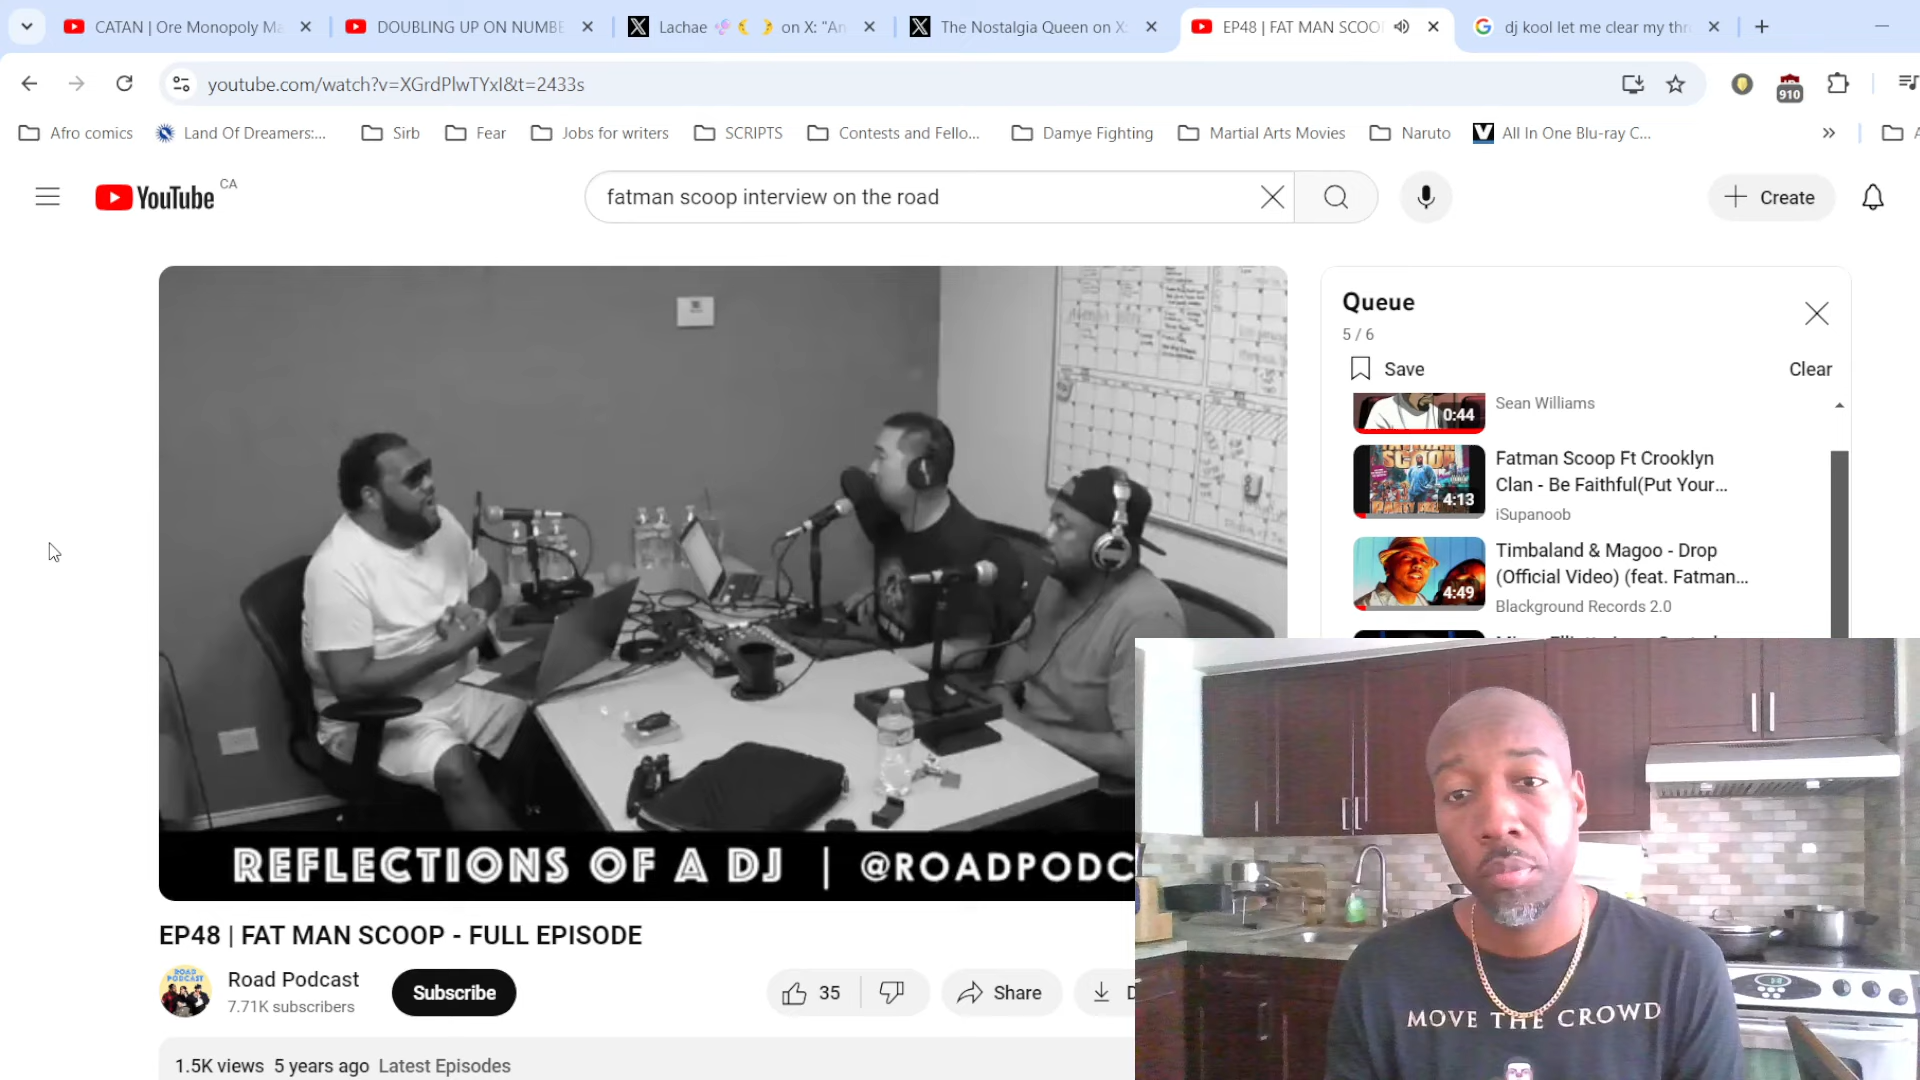 CATAN | Ore Monopoly Ma
DOUBLING UP ON NUMBE
Lachae on X: "An
The Nostalgia Queen on X:
EP48 | FAT MAN SCOO
dj kool let me clear my thr
youtube.com/watch?v=XGrdPlwTYxI&t=2433s
910
Afro comics
Land Of Dreamers:...
Sirb
Fear
Jobs for writers
SCRIPTS
Contests and Fello...
Damye Fighting
Martial Arts Movies
Naruto
All In One Blu-ray C...
YouTube CA
fatman scoop interview on the road
Create
Queue
5 / 6
Save
Clear
0:44
Sean Williams
SCOOP
4:13
Fatman Scoop Ft Crooklyn
Clan - Be Faithful(Put Your...
iSupanoob
4:49
Timbaland & Magoo - Drop
(Official Video) (feat. Fatman...
Blackground Records 2.0
REFLECTIONS OF A DJ | @ROADPODC
EP48 | FAT MAN SCOOP - FULL EPISODE
ROAD PODCAST
Road Podcast
7.71K subscribers
Subscribe
35
Share
D
1.5K views 5 years ago Latest Episodes
MOVE THE CROWD